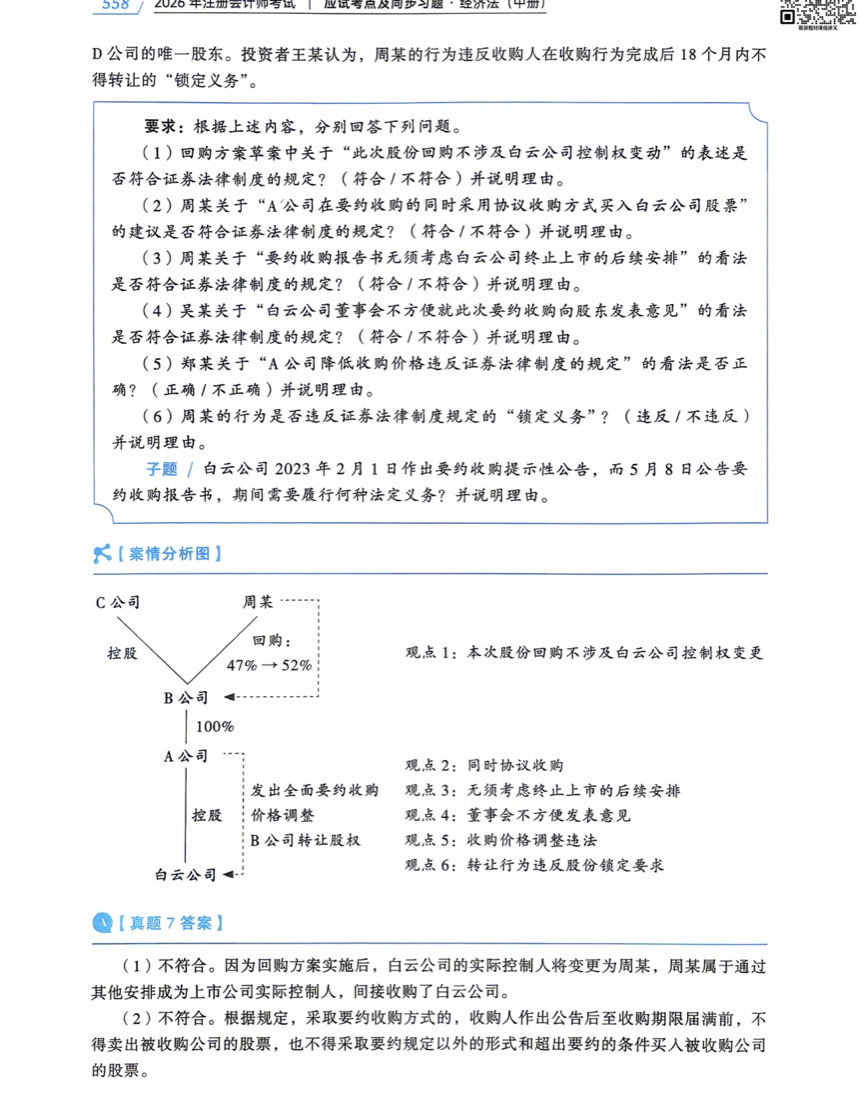 558 / 2026年注册会计师考试 | 应试考点及同步习题·经济法（中册）
D公司的唯一股东。投资者王某认为，周某的行为违反收购人在收购行为完成后18个月内不
得转让的“锁定义务”。
要求：根据上述内容，分别回答下列问题。
（1）回购方案草案中关于“此次股份回购不涉及白云公司控制权变动”的表述是
否符合证券法律制度的规定？（符合/不符合）并说明理由。
（2）周某关于“A公司在要约收购的同时采用协议收购方式买入白云公司股票”
的建议是否符合证券法律制度的规定？（符合/不符合）并说明理由。
（3）周某关于“要约收购报告书无须考虑白云公司终止上市的后续安排”的看法
是否符合证券法律制度的规定？（符合/不符合）并说明理由。
（4）吴某关于“白云公司董事会不方便就此次要约收购向股东发表意见”的看法
是否符合证券法律制度的规定？（符合/不符合）并说明理由。
（5）郑某关于“A公司降低收购价格违反证券法律制度的规定”的看法是否正
确？（正确/不正确）并说明理由。
（6）周某的行为是否违反证券法律制度规定的“锁定义务”？（违反/不违反）
并说明理由。
子题 / 白云公司2023年2月1日作出要约收购提示性公告，而5月8日公告要
约收购报告书，期间需要履行何种法定义务？并说明理由。
【案情分析图】
C公司 周某
控股 回购：
47%→52%
观点1：本次股份回购不涉及白云公司控制权变更
B公司
100%
A公司
观点2：同时协议收购
发出全面要约收购 观点3：无须考虑终止上市的后续安排
控股 价格调整 观点4：董事会不方便发表意见
B公司转让股权 观点5：收购价格调整违法
观点6：转让行为违反股份锁定要求
白云公司
【真题7答案】
（1）不符合。因为回购方案实施后，白云公司的实际控制人将变更为周某，周某属于通过
其他安排成为上市公司实际控制人，间接收购了白云公司。
（2）不符合。根据规定，采取要约收购方式的，收购人作出公告后至收购期限届满前，不
得卖出被收购公司的股票，也不得采取要约规定以外的形式和超出要约的条件买入被收购公司
的股票。